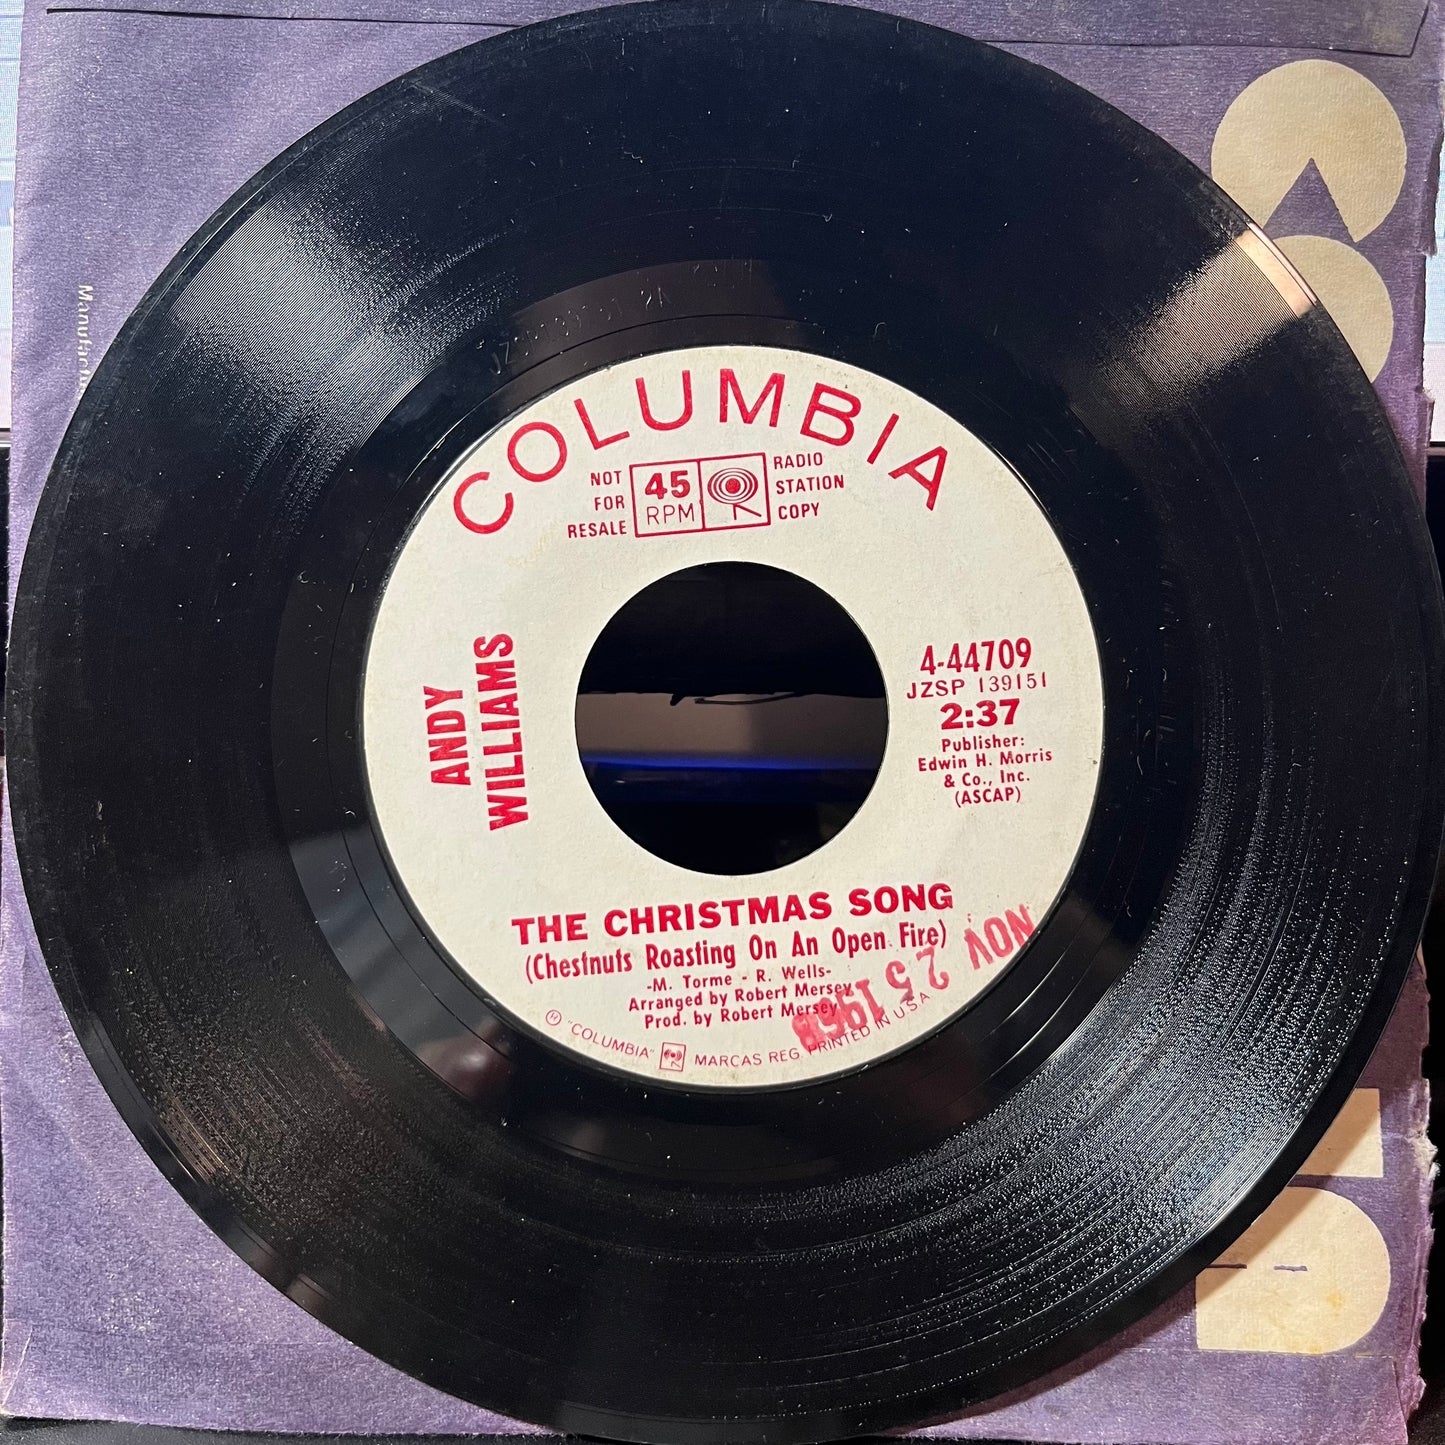 COLUMBIA
NOT
FOR
RESALE
45
RPM
RADIO
STATION
COPY
ANDY
WILLIAMS
4-44709
JZSP 139151
2:37
Publisher:
Edwin H. Morris
& Co., Inc.
(ASCAP)
THE CHRISTMAS SONG
(Chestnuts Roasting On An Open Fire)
-M. Torme - R. Wells-
Arranged by Robert Mersey
Prod. by Robert Mersey
NOV 25 1968
"COLUMBIA" MARCAS REG. PRINTED IN U.S.A.